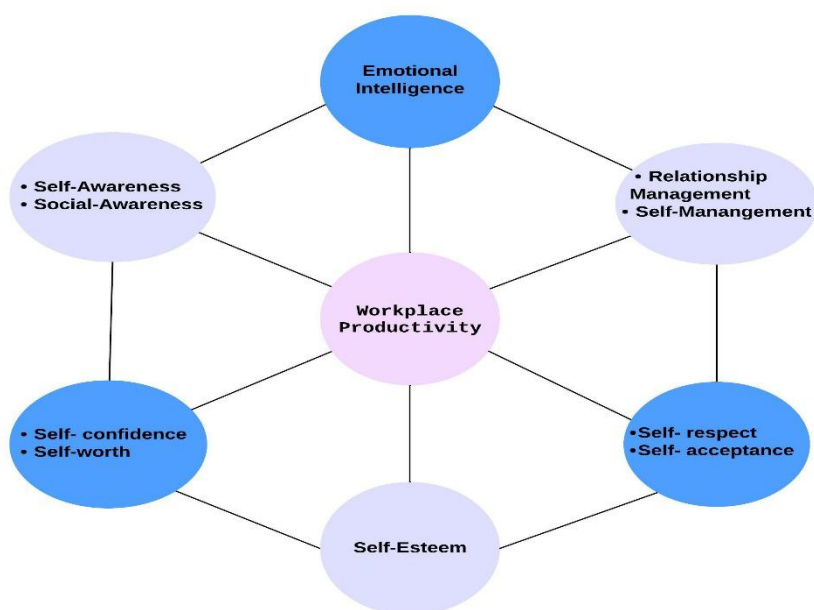 Emotional
Intelligence
• Self-Awareness
• Social-Awareness
• Relationship
Management
• Self-Manangement
Workplace
Productivity
• Self- confidence
• Self-worth
•Self- respect
•Self- acceptance
Self-Esteem